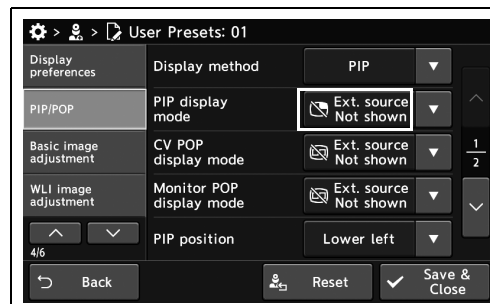 > > User Presets: 01
Display
preferences
Display method
PIP
PIP/POP
PIP display
mode
Ext. source
Not shown
Basic image
adjustment
CV POP
display mode
Ext. source
Not shown
1
2
WLI image
adjustment
Monitor POP
display mode
Ext. source
Not shown
4/6
PIP position
Lower left
Back
Reset
Save &
Close